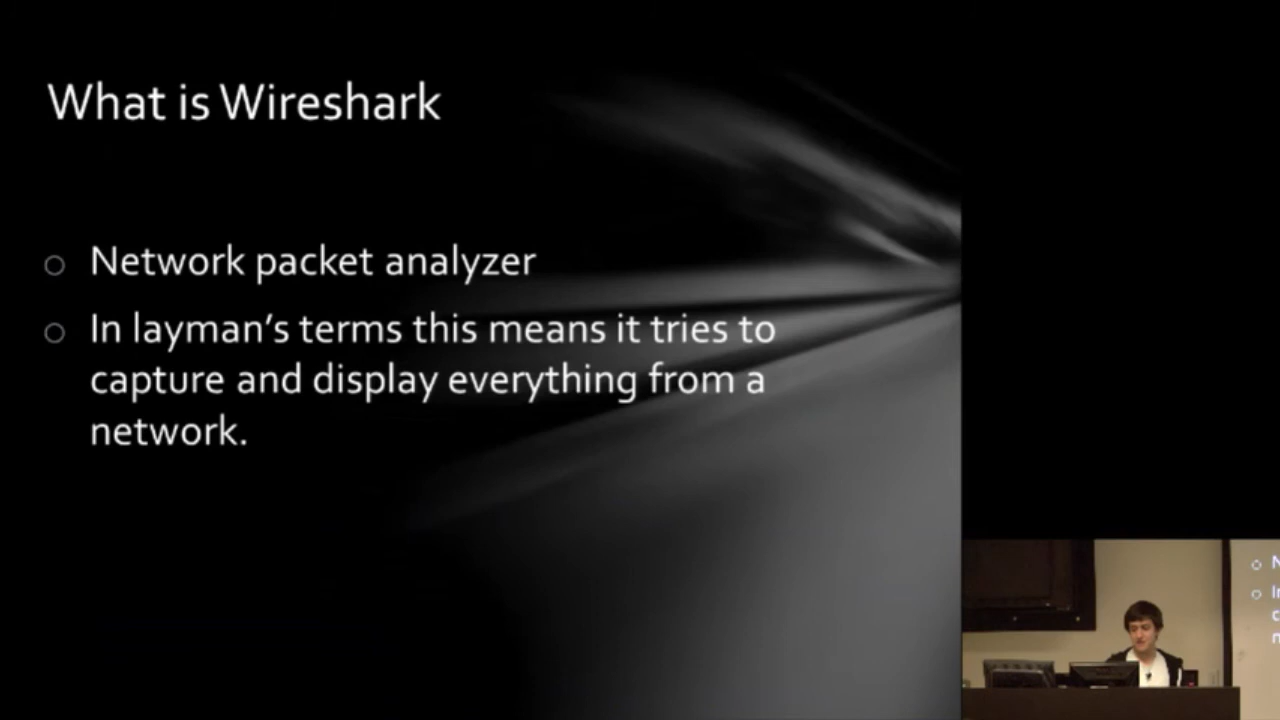 What is Wireshark
Network packet analyzer
In layman's terms this means it tries to
capture and display everything from a
network.